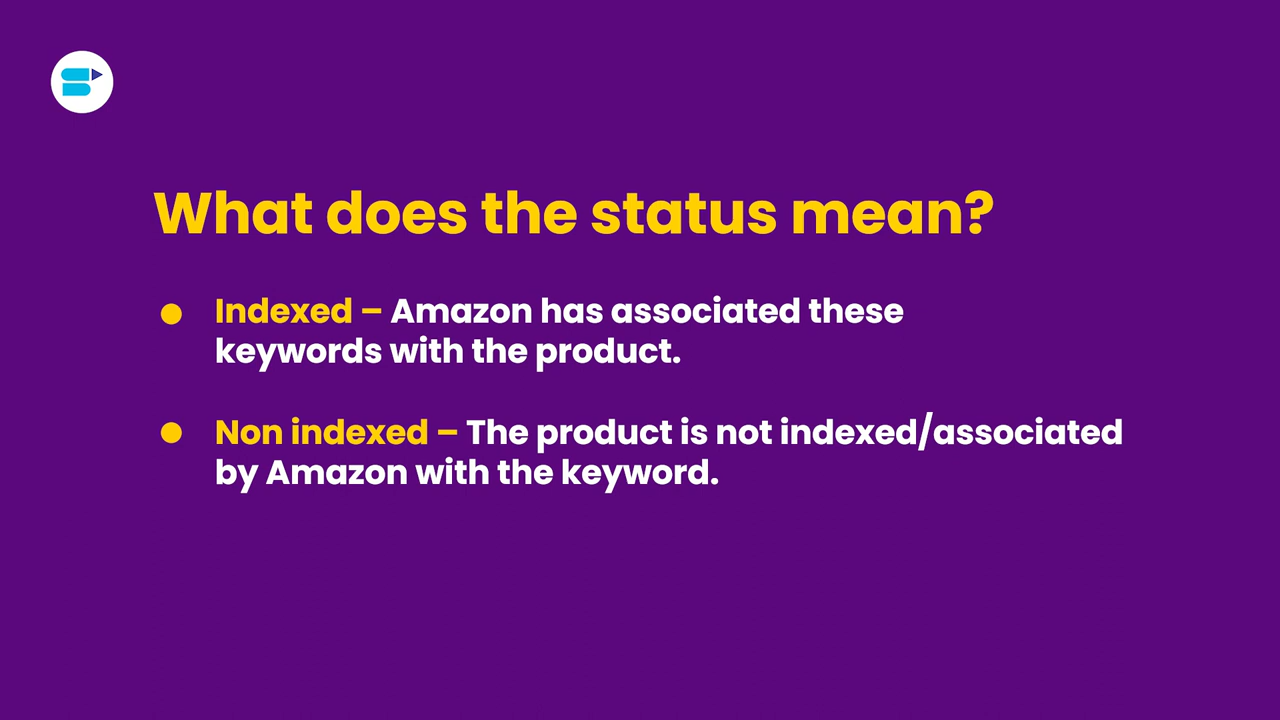 What does the status mean?
Indexed – Amazon has associated these
keywords with the product.
Non indexed – The product is not indexed/associated
by Amazon with the keyword.